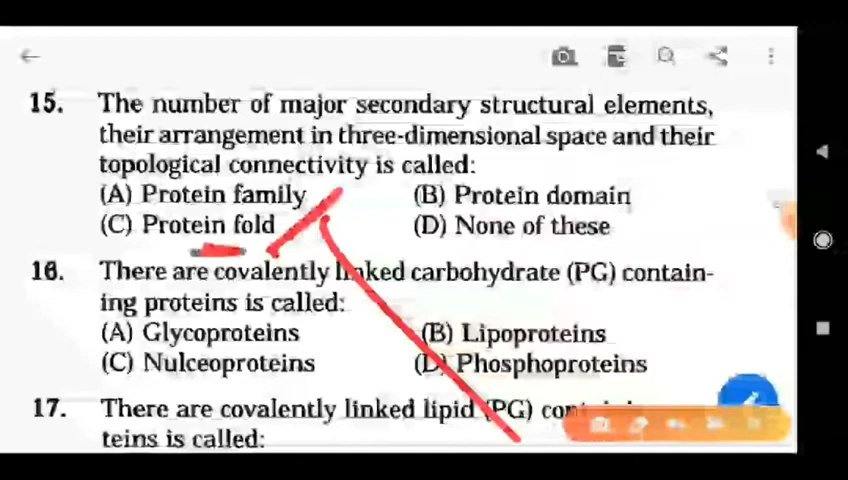 15. The number of major secondary structural elements,
their arrangement in three-dimensional space and their
topological connectivity is called:
(A) Protein family (B) Protein domain
(C) Protein fold (D) None of these
16. There are covalently linked carbohydrate (PG) contain-
ing proteins is called:
(A) Glycoproteins (B) Lipoproteins
(C) Nulceoproteins (D) Phosphoproteins
17. There are covalently linked lipid (PG)
teins is called: